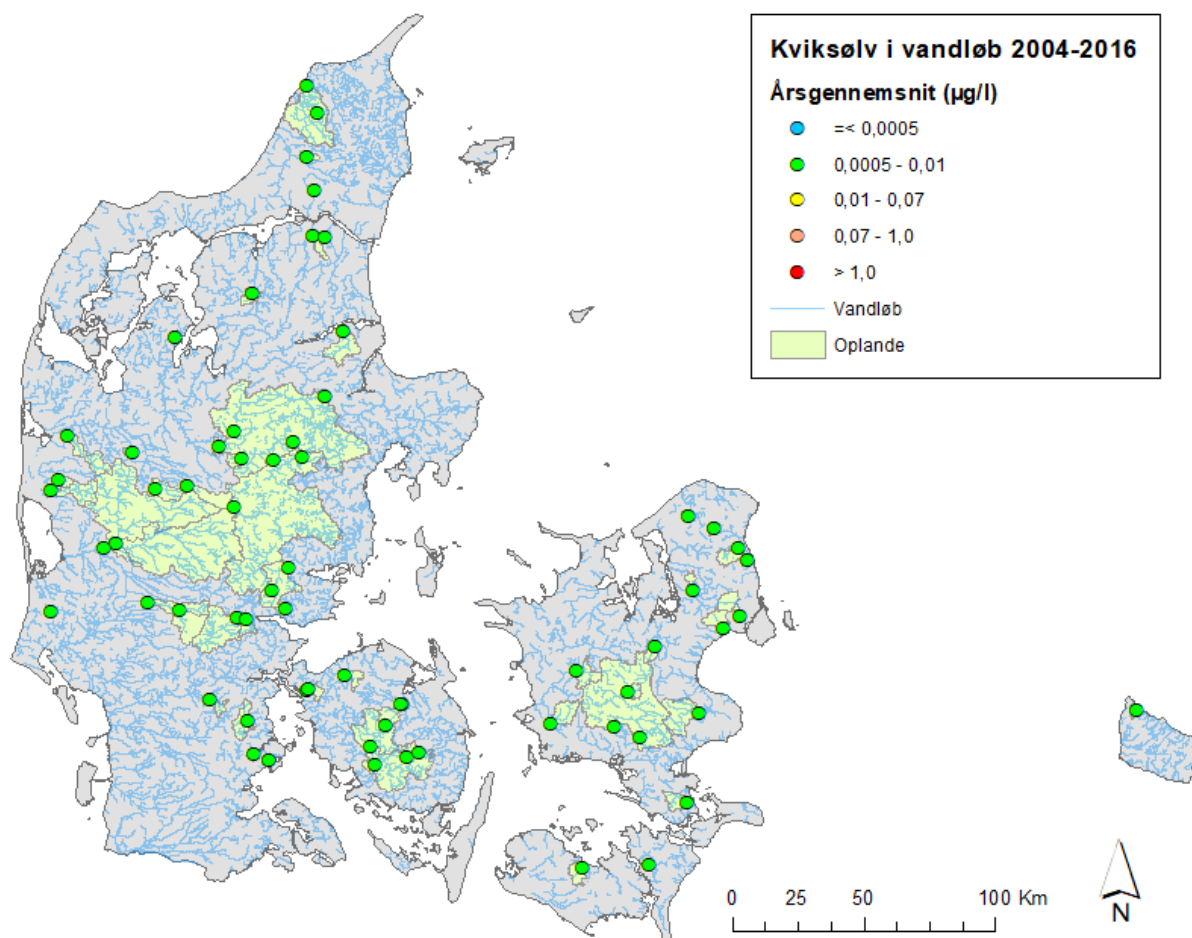 Kviksølv i vandløb 2004-2016
Årsgennemsnit (µg/l)
=< 0,0005
0,0005 - 0,01
0,01 - 0,07
0,07 - 1,0
> 1,0
Vandløb
Oplande
0 25 50 100 Km
N